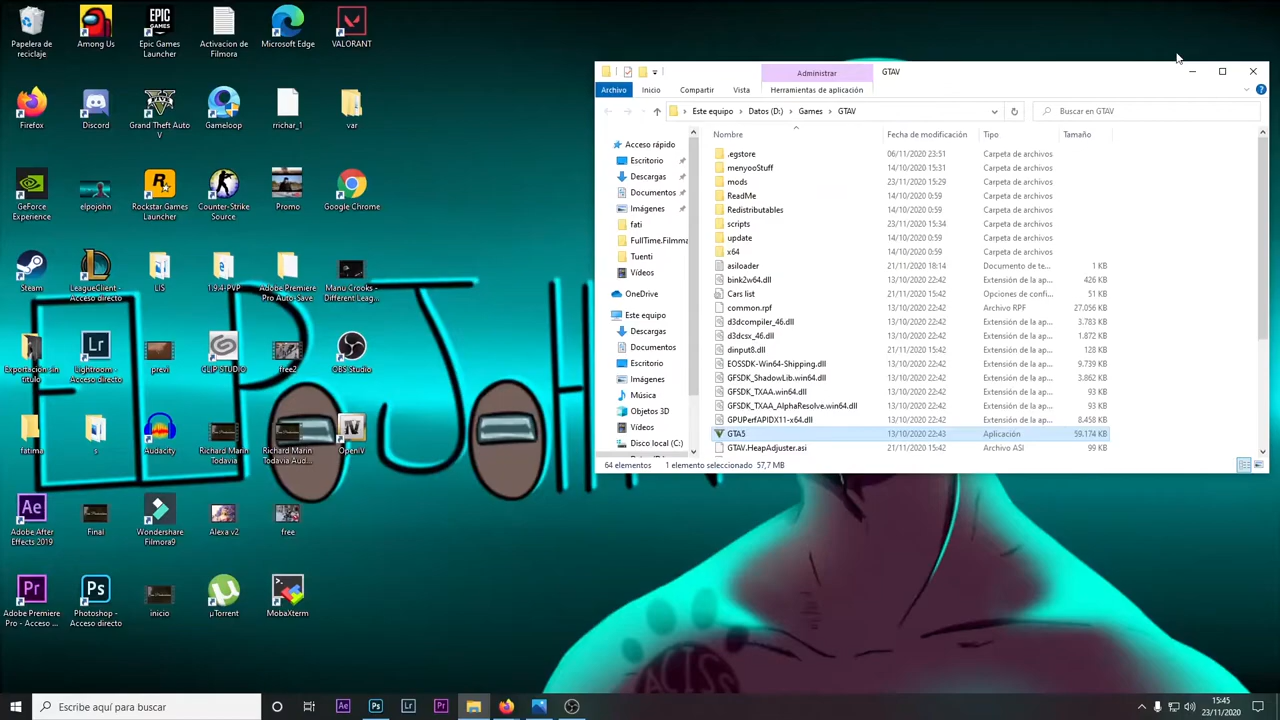 Papela de
reciclaje
Among Us
Epic Games
Launcher
Activacion de
Filmora
Microsoft Edge
VALORANT
Firefox
Discord
Grand Theft Auto
V
Gameloop
rrichar_1
var
GeForce
Experience
elpojohn
Rockstar Games
Launcher
Counter-Strike
Source
Promo
Google Chrome
Steam
LeagueClient -
Acceso directo
LIS
1.9.4-PVP
Adobe Premiere
Pro Auto-Save
Manu Crooks -
Different.Leag...
Exportacion sin
titulo
Lightroom -
Acceso directo
previ
CLIP STUDIO
free2
OBS Studio
s
Audacity
Richard Marin
Todavia
Richard Marin
Todavia Aud...
OpenIV
Adobe After
Effects 2019
Final
Wondershare
Filmora9
Alexa v2
free
Adobe Premiere
Pro - Acceso ...
Photoshop -
Acceso directo
inicio
µTorrent
MobaXterm
Administrar
GTAV
Archivo
Inicio
Compartir
Vista
Herramientas de aplicación
Este equipo > Datos (D:) > Games > GTAV
Buscar en GTAV
Acceso rápido
Escritorio
Descargas
Documentos
Imágenes
fati
FullTime.Filmma
Tuenti
Vídeos
OneDrive
Este equipo
Descargas
Documentos
Escritorio
Imágenes
Música
Objetos 3D
Vídeos
Disco local (C:)
Nombre Fecha de modificación Tipo Tamaño
.egstore 06/11/2020 23:51 Carpeta de archivos
menyooStuff 14/10/2020 15:31 Carpeta de archivos
mods 23/11/2020 15:29 Carpeta de archivos
ReadMe 14/10/2020 0:59 Carpeta de archivos
Redistributables 14/10/2020 0:59 Carpeta de archivos
scripts 23/11/2020 15:34 Carpeta de archivos
update 14/10/2020 0:59 Carpeta de archivos
x64 14/10/2020 0:59 Carpeta de archivos
asiloader 21/11/2020 18:14 Documento de te... 1 KB
bink2w64.dll 13/10/2020 22:42 Extensión de la ap... 426 KB
Cars list 21/11/2020 15:42 Opciones de confi... 51 KB
common.rpf 13/10/2020 22:42 Archivo RPF 27.056 KB
d3dcompiler_46.dll 13/10/2020 22:42 Extensión de la ap... 3.783 KB
d3dcsx_46.dll 13/10/2020 22:42 Extensión de la ap... 1.872 KB
dinput8.dll 21/11/2020 15:42 Extensión de la ap... 128 KB
EOSSDK-Win64-Shipping.dll 13/10/2020 22:42 Extensión de la ap... 9.739 KB
GFSDK_ShadowLib.win64.dll 13/10/2020 22:42 Extensión de la ap... 3.862 KB
GFSDK_TXAA.win64.dll 13/10/2020 22:42 Extensión de la ap... 93 KB
GFSDK_TXAA_AlphaResolve.win64.dll 13/10/2020 22:42 Extensión de la ap... 93 KB
GPUPerfAPIDX11-x64.dll 13/10/2020 22:42 Extensión de la ap... 8.458 KB
GTA5 13/10/2020 22:43 Aplicación 59.174 KB
GTAV.HeapAdjuster.asi 21/11/2020 15:42 Archivo ASI 99 KB
64 elementos 1 elemento seleccionado 57,7 MB
Escribe aquí para buscar
15:45
23/11/2020